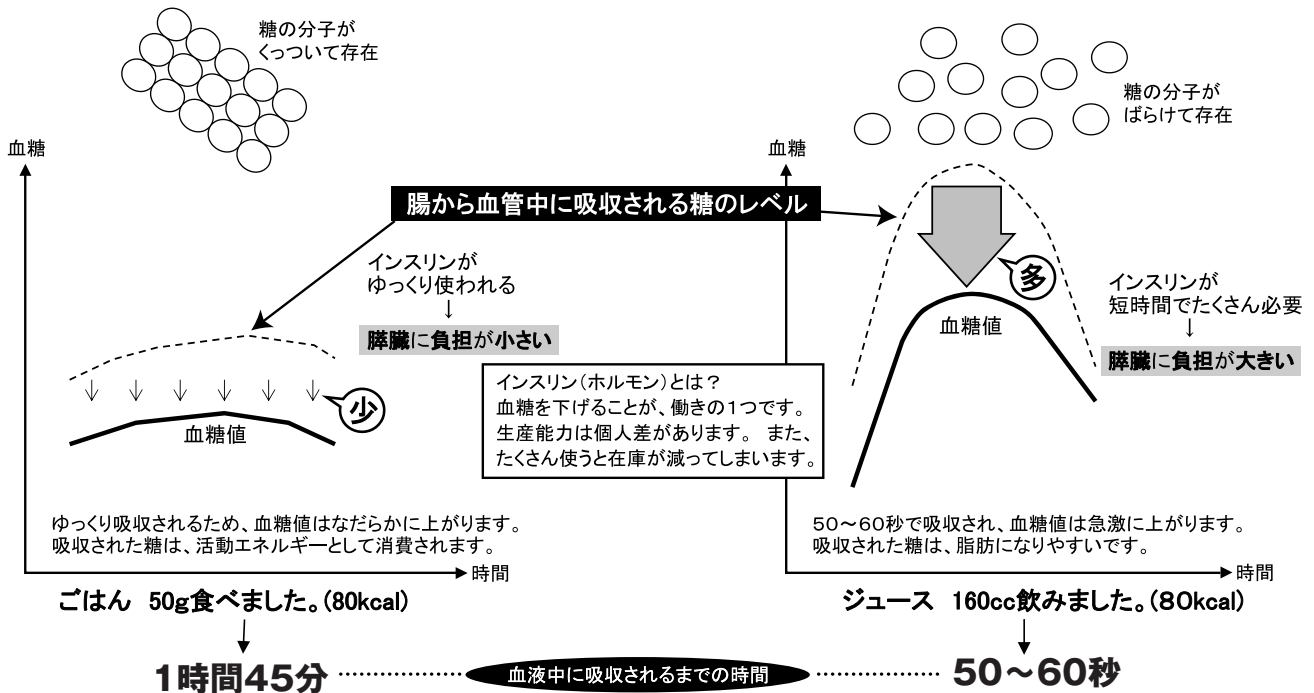 糖の分子が
くっついて存在
糖の分子が
ばらけて存在
血糖
血糖
腸から血管中に吸収される糖のレベル
インスリンが
ゆっくり使われる
↓
膵臓に負担が小さい
少
血糖値
多
血糖値
インスリンが
短時間でたくさん必要
↓
膵臓に負担が大きい
インスリン(ホルモン)とは?
血糖を下げることが、働きの1つです。
生産能力は個人差があります。 また、
たくさん使うと在庫が減ってしまいます。
ゆっくり吸収されるため、血糖値はなだらかに上がります。
吸収された糖は、活動エネルギーとして消費されます。
時間
50~60秒で吸収され、血糖値は急激に上がります。
吸収された糖は、脂肪になりやすいです。
時間
ごはん 50g食べました。(80kcal)
ジュース 160cc飲みました。(80kcal)
1時間45分 血液中に吸収されるまでの時間 50~60秒